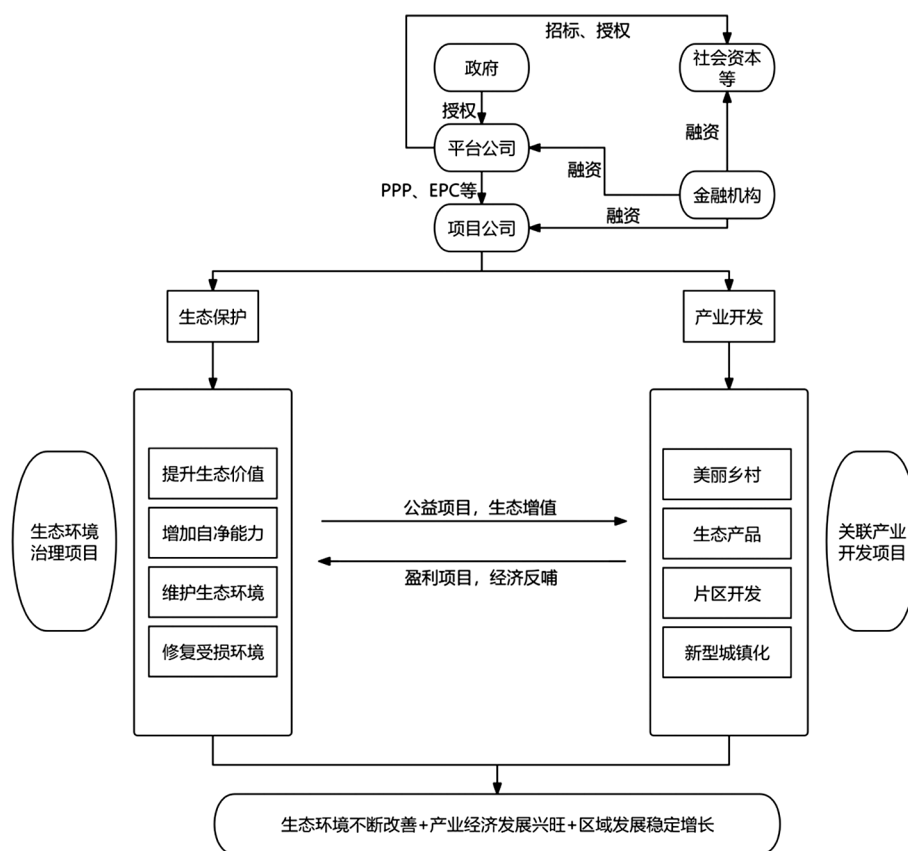 招标、授权
政府
社会资本
等
授权
融资
平台公司
融资
PPP、EPC等
金融机构
融资
项目公司
生态保护
产业开发
提升生态价值
美丽乡村
公益项目，生态增值
生态环境
治理项目
增加自净能力
生态产品
关联产业
开发项目
盈利项目，经济反哺
维护生态环境
片区开发
修复受损环境
新型城镇化
生态环境不断改善+产业经济发展兴旺+区域发展稳定增长